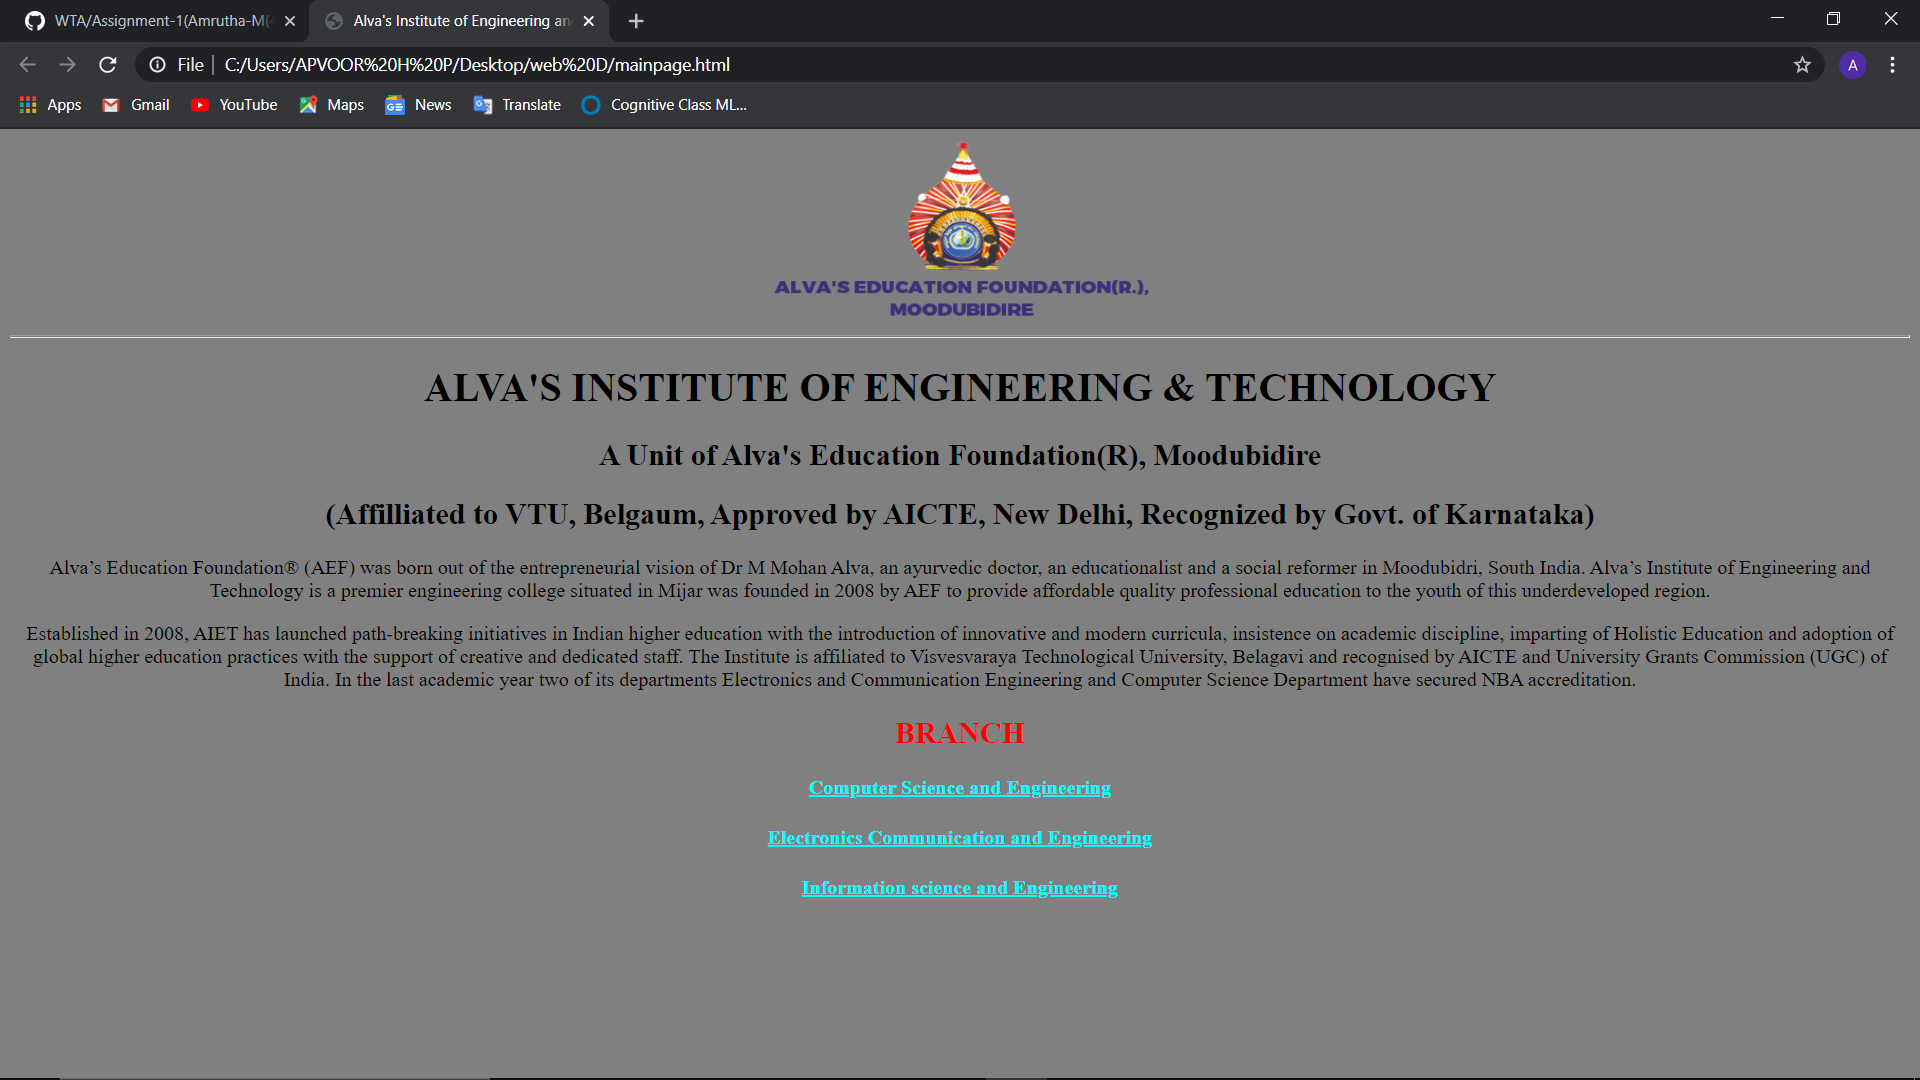 WTA/Assignment-1(Amrutha-M(4
Alva's Institute of Engineering an
File
C:/Users/APVOOR%20H%20P/Desktop/web%20D/mainpage.html
A
Apps
Gmail
YouTube
Maps
News
Translate
Cognitive Class ML...
ALVA'S EDUCATION FOUNDATION(R.),
MOODUBIDIRE
ALVA'S INSTITUTE OF ENGINEERING & TECHNOLOGY
A Unit of Alva's Education Foundation(R), Moodubidire
(Affilliated to VTU, Belgaum, Approved by AICTE, New Delhi, Recognized by Govt. of Karnataka)
Alva’s Education Foundation® (AEF) was born out of the entrepreneurial vision of Dr M Mohan Alva, an ayurvedic doctor, an educationalist and a social reformer in Moodubidri, South India. Alva’s Institute of Engineering and
Technology is a premier engineering college situated in Mijar was founded in 2008 by AEF to provide affordable quality professional education to the youth of this underdeveloped region.
Established in 2008, AIET has launched path-breaking initiatives in Indian higher education with the introduction of innovative and modern curricula, insistence on academic discipline, imparting of Holistic Education and adoption of
global higher education practices with the support of creative and dedicated staff. The Institute is affiliated to Visvesvaraya Technological University, Belagavi and recognised by AICTE and University Grants Commission (UGC) of
India. In the last academic year two of its departments Electronics and Communication Engineering and Computer Science Department have secured NBA accreditation.
BRANCH
Computer Science and Engineering
Electronics Communication and Engineering
Information science and Engineering